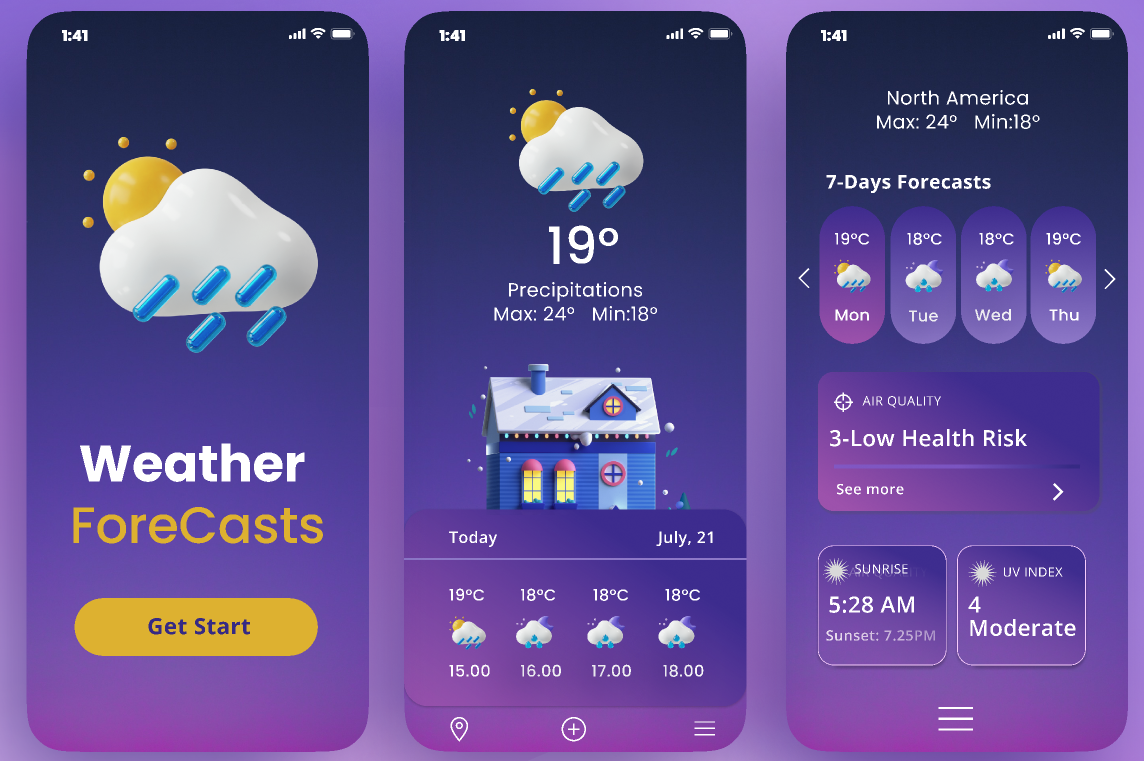 1:41
Weather
ForeCasts
Get Start
1:41
19°
Precipitations
Max: 24° Min:18°
Today July, 21
19°C 18°C 18°C 18°C
15.00 16.00 17.00 18.00
1:41
North America
Max: 24° Min:18°
7-Days Forecasts
19°C 18°C 18°C 19°C
Mon Tue Wed Thu
AIR QUALITY
3-Low Health Risk
See more
SUNRISE
5:28 AM
Sunset: 7.25PM
UV INDEX
4
Moderate